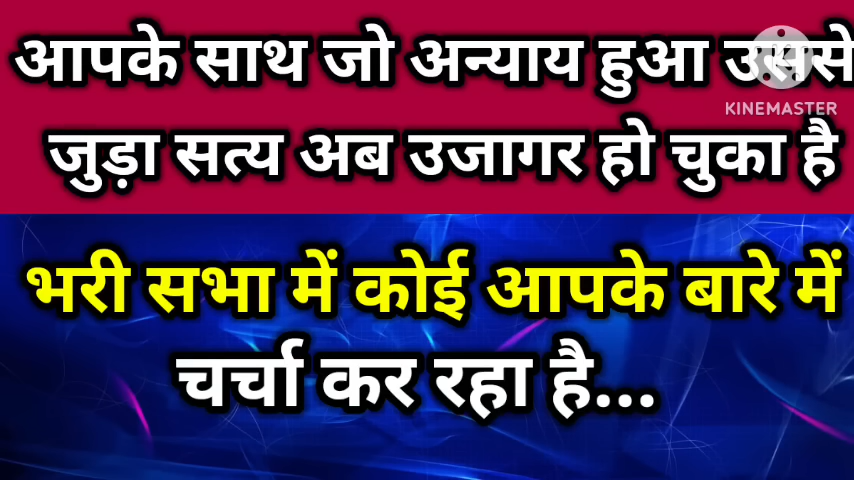 आपके साथ जो अन्याय हुआ उससे
KINEMASTER
जुड़ा सत्य अब उजागर हो चुका है
भरी सभा में कोई आपके बारे में
चर्चा कर रहा है...